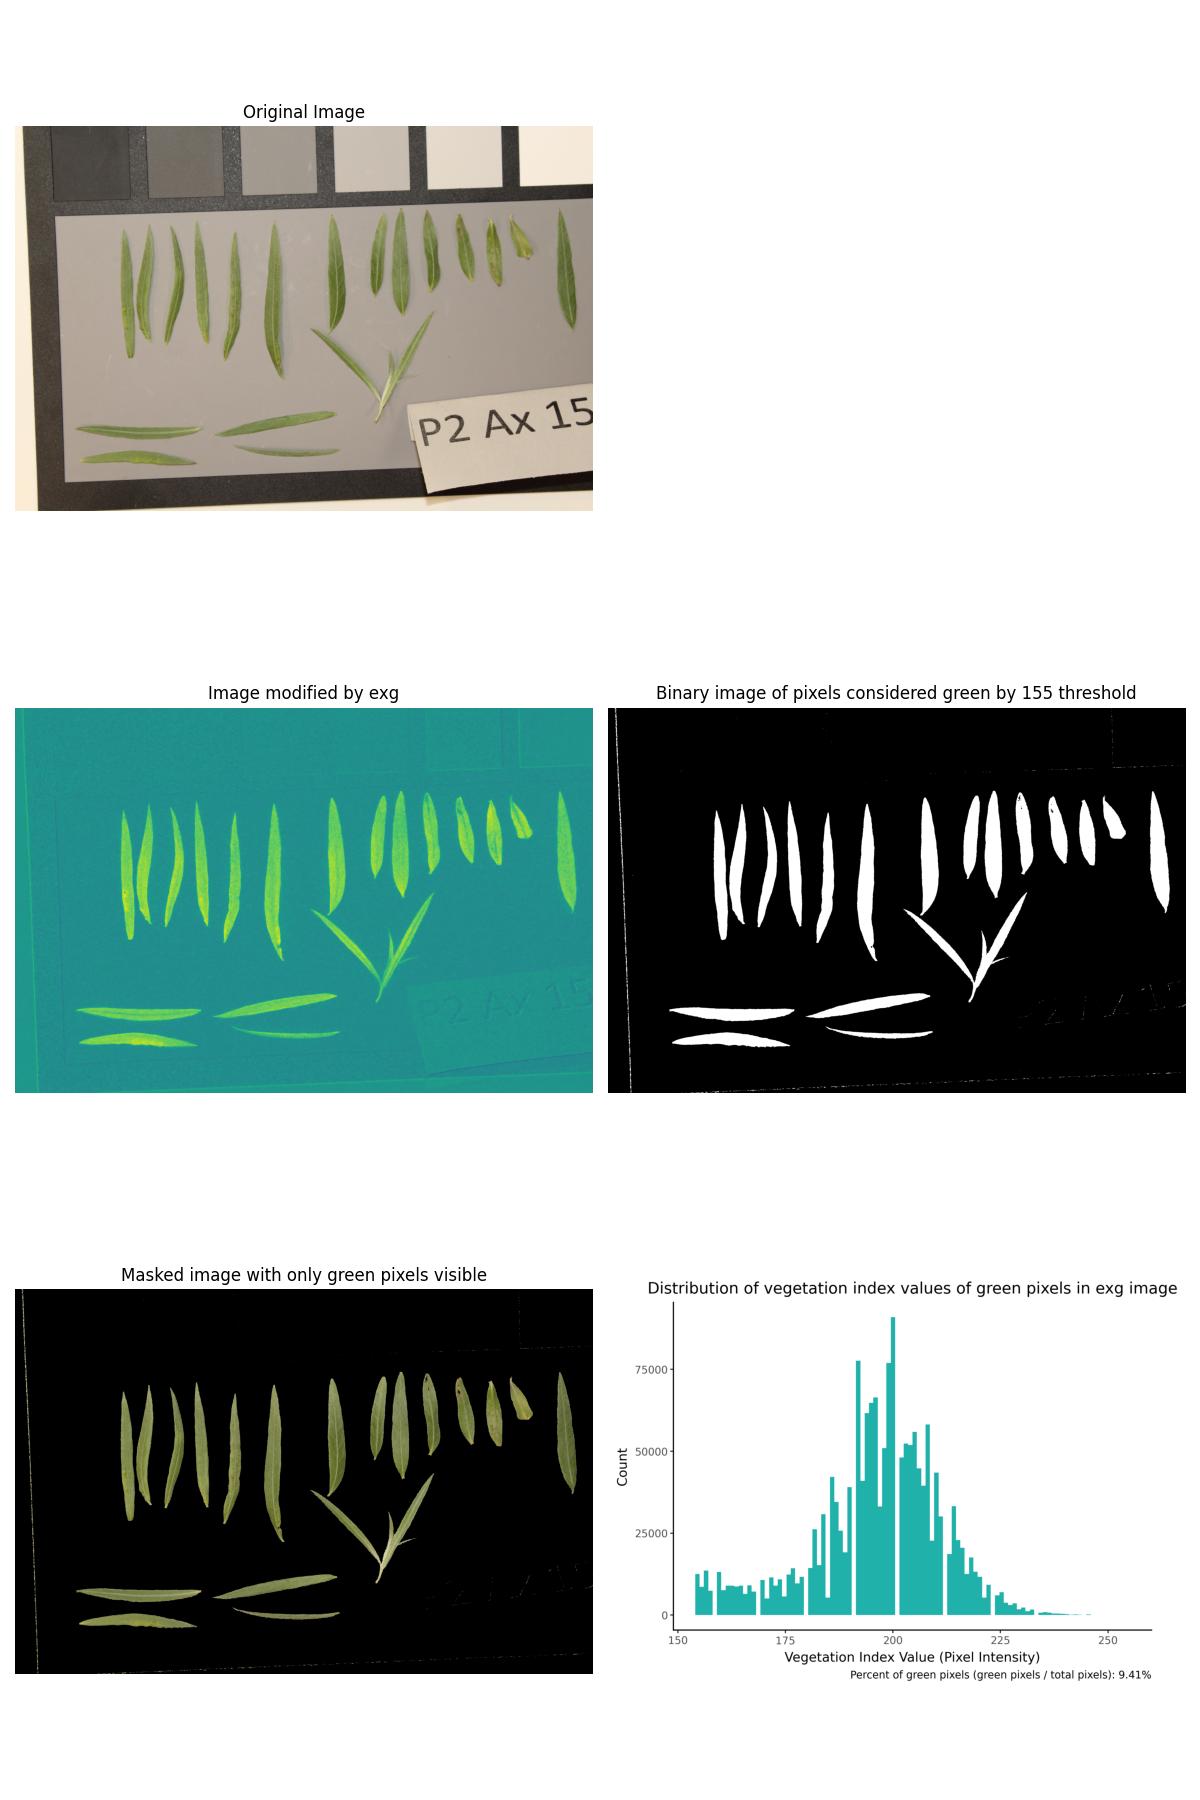 Original Image
P2 Ax 15
Image modified by exg
Binary image of pixels considered green by 155 threshold
P2 Ax 15
Masked image with only green pixels visible
Distribution of vegetation index values of green pixels in exg image
75000
50000
25000
0
Count
150 175 200 225 250
Vegetation Index Value (Pixel Intensity)
Percent of green pixels (green pixels / total pixels): 9.41%